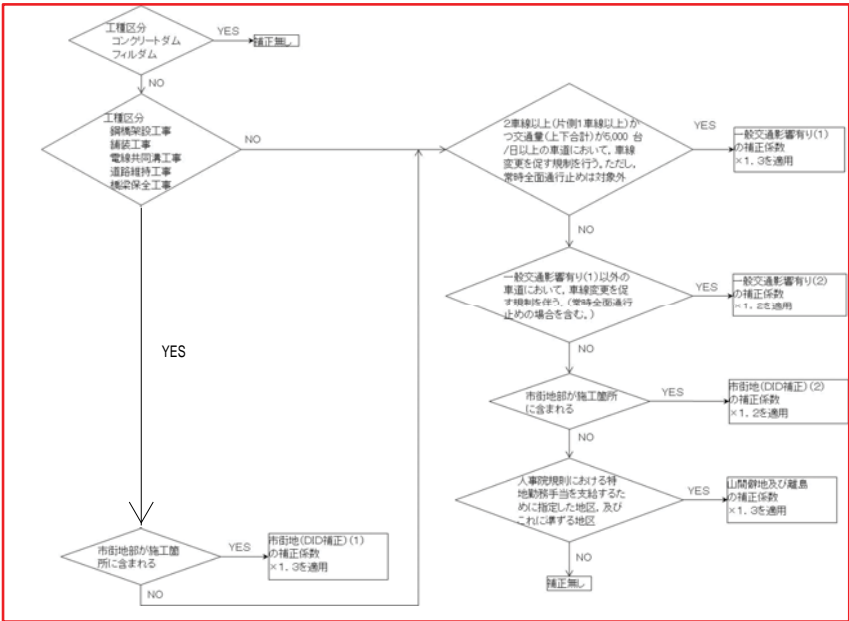 工種区分
コンクリートダム
フィルダム
YES
補正無し
NO
工種区分
鋼橋架設工事
舗装工事
電線共同溝工事
道路維持工事
橋梁保全工事
NO
YES
市街地部が施工箇
所に含まれる
YES
市街地(DID補正)(1)
の補正係数
×1.3を適用
NO
2車線以上(片側1車線以上)か
つ交通量(上下合計)が5,000 台
/日以上の車道において,車線
変更を促す規制を行う。ただし,
常時全面通行止めは対象外
YES
一般交通影響有り(1)
の補正係数
×1.3を適用
NO
一般交通影響有り(1)以外の
車道において,車線変更を促
す規制を伴う。(常時全面通行
止めの場合を含む。)
YES
一般交通影響有り(2)
の補正係数
×1.2を適用
NO
市街地部が施工箇所
に含まれる
YES
市街地(DID補正)(2)
の補正係数
×1.2を適用
NO
人事院規則における特
地勤務手当を支給するた
めに指定した地区,及び
これに準ずる地区
YES
山間僻地及び離島
の補正係数
×1.3を適用
NO
補正無し